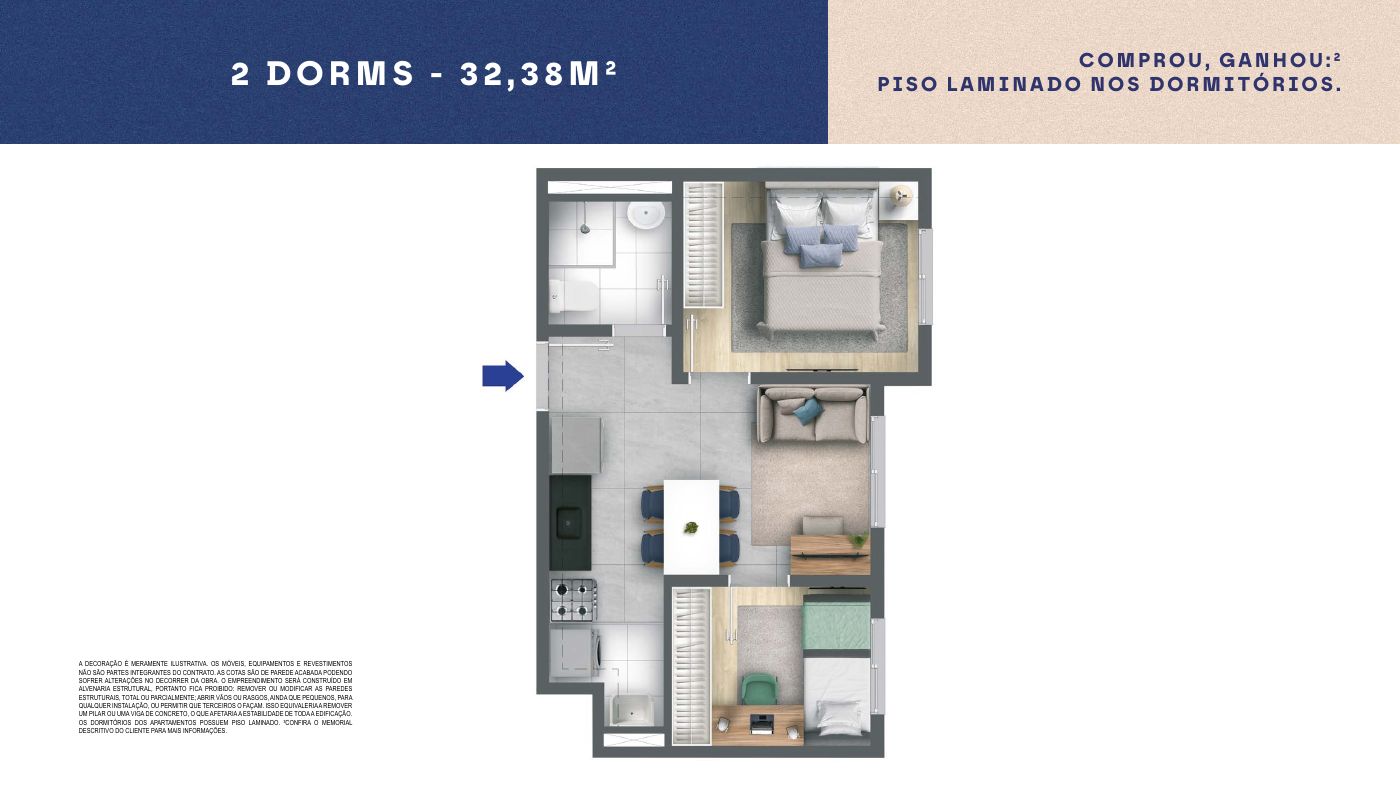 2 DORMS - 32,38M²
COMPROU, GANHOU:²
PISO LAMINADO NOS DORMITÓRIOS.
A DECORAÇÃO É MERAMENTE ILUSTRATIVA. OS MÓVEIS, EQUIPAMENTOS E REVESTIMENTOS
NÃO SÃO PARTES INTEGRANTES DO CONTRATO. AS COTAS SÃO DE PAREDE ACABADA PODENDO
SOFRER ALTERAÇÕES NO DECORRER DA OBRA. O EMPREENDIMENTO SERÁ CONSTRUÍDO EM
ALVENARIA ESTRUTURAL, PORTANTO FICA PROIBIDO: REMOVER OU MODIFICAR AS PAREDES
ESTRUTURAIS, TOTAL OU PARCIALMENTE; ABRIR VÃOS OU RASGOS, AINDA QUE PEQUENOS, PARA
QUALQUER INSTALAÇÃO, OU PERMITIR QUE TERCEIROS O FAÇAM. ISSO EQUIVALERIA A REMOVER
UM PILAR OU UMA VIGA DE CONCRETO, O QUE AFETARIA A ESTABILIDADE DE TODA A EDIFICAÇÃO.
OS DORMITÓRIOS DOS APARTAMENTOS POSSUEM PISO LAMINADO. ²CONFIRA O MEMORIAL
DESCRITIVO DO CLIENTE PARA MAIS INFORMAÇÕES.